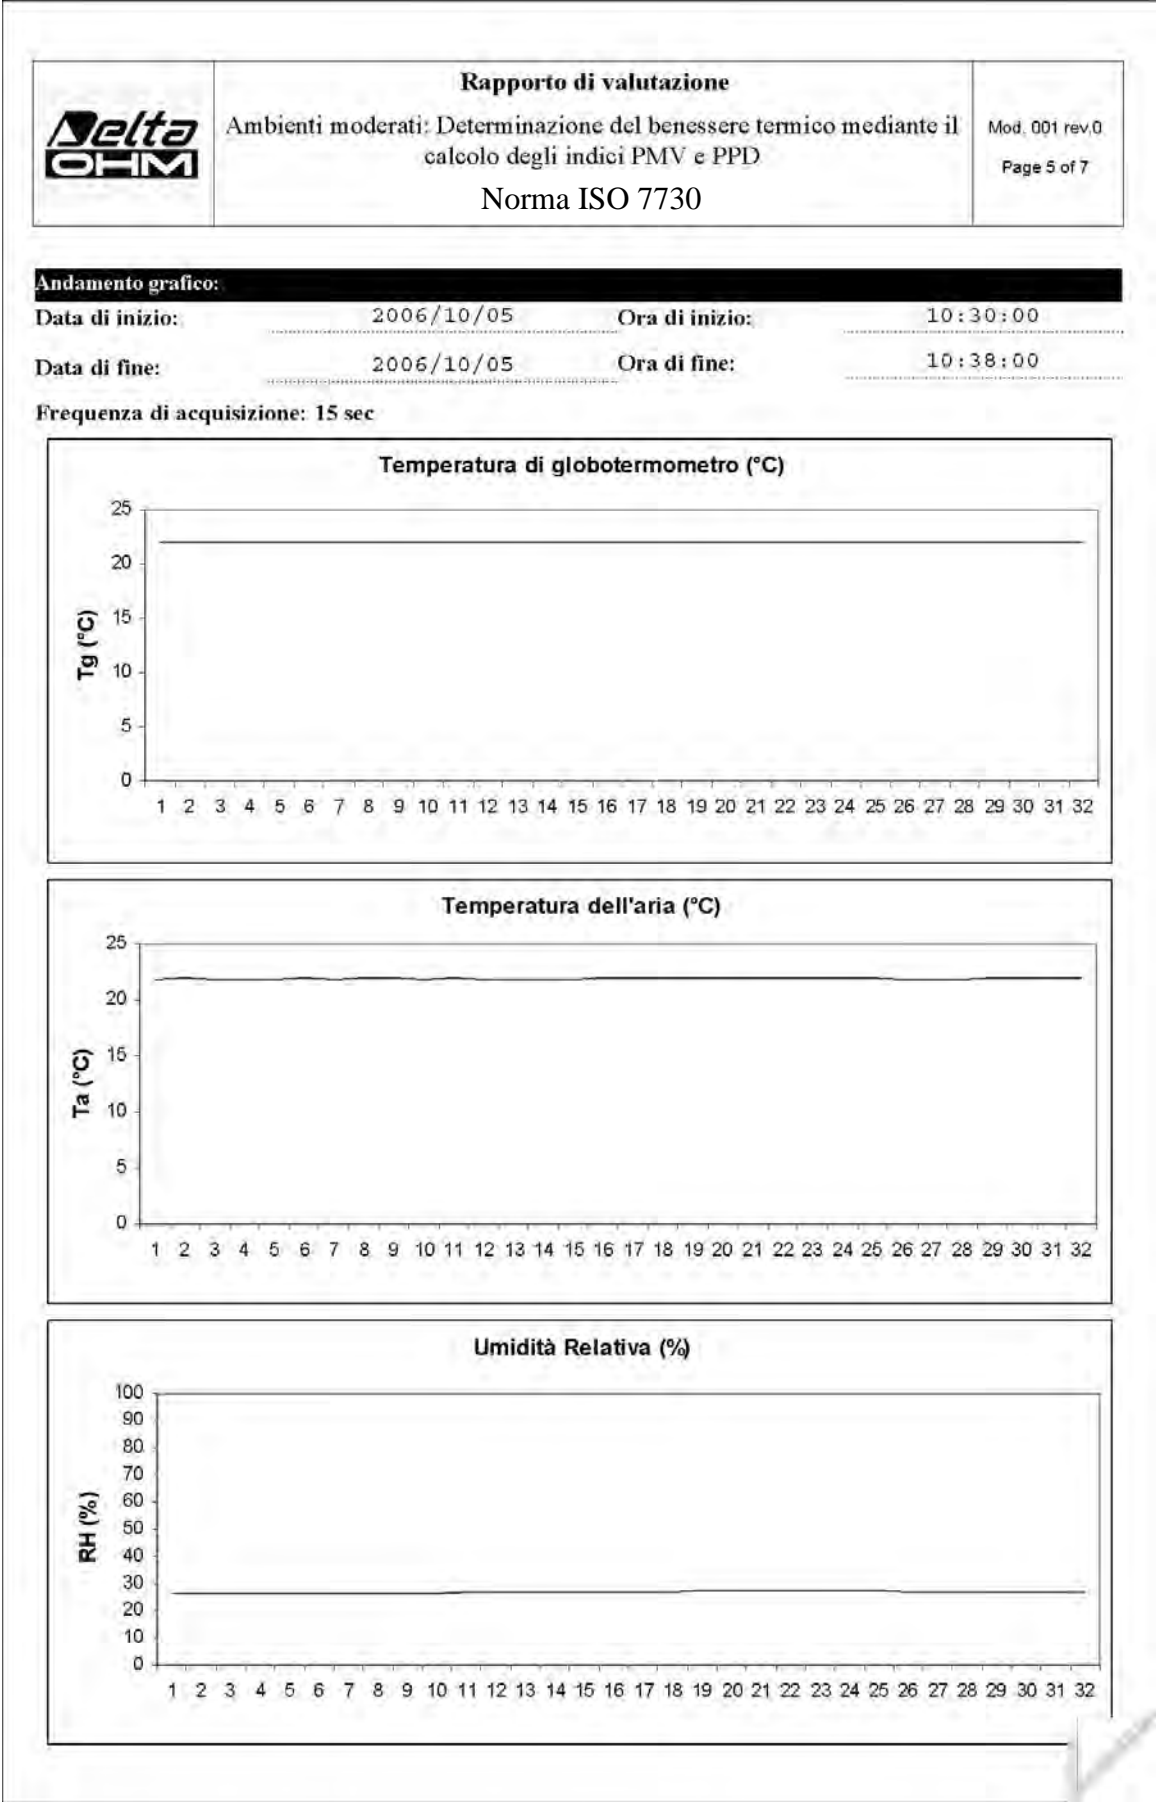 Delta
OHM
Rapporto di valutazione
Ambienti moderati: Determinazione del benessere termico mediante il
calcolo degli indici PMV e PPD
Norma ISO 7730
Mod. 001 rev.0
Page 5 of 7
Andamento grafico:
Data di inizio: 2006/10/05 Ora di inizio: 10:30:00
Data di fine: 2006/10/05 Ora di fine: 10:38:00
Frequenza di acquisizione: 15 sec
Temperatura di globotermometro (°C)
Tg (°C)
25
20
15
10
5
0
1 2 3 4 5 6 7 8 9 10 11 12 13 14 15 16 17 18 19 20 21 22 23 24 25 26 27 28 29 30 31 32
Temperatura dell'aria (°C)
Ta (°C)
25
20
15
10
5
0
1 2 3 4 5 6 7 8 9 10 11 12 13 14 15 16 17 18 19 20 21 22 23 24 25 26 27 28 29 30 31 32
Umidità Relativa (%)
RH (%)
100
90
80
70
60
50
40
30
20
10
0
1 2 3 4 5 6 7 8 9 10 11 12 13 14 15 16 17 18 19 20 21 22 23 24 25 26 27 28 29 30 31 32